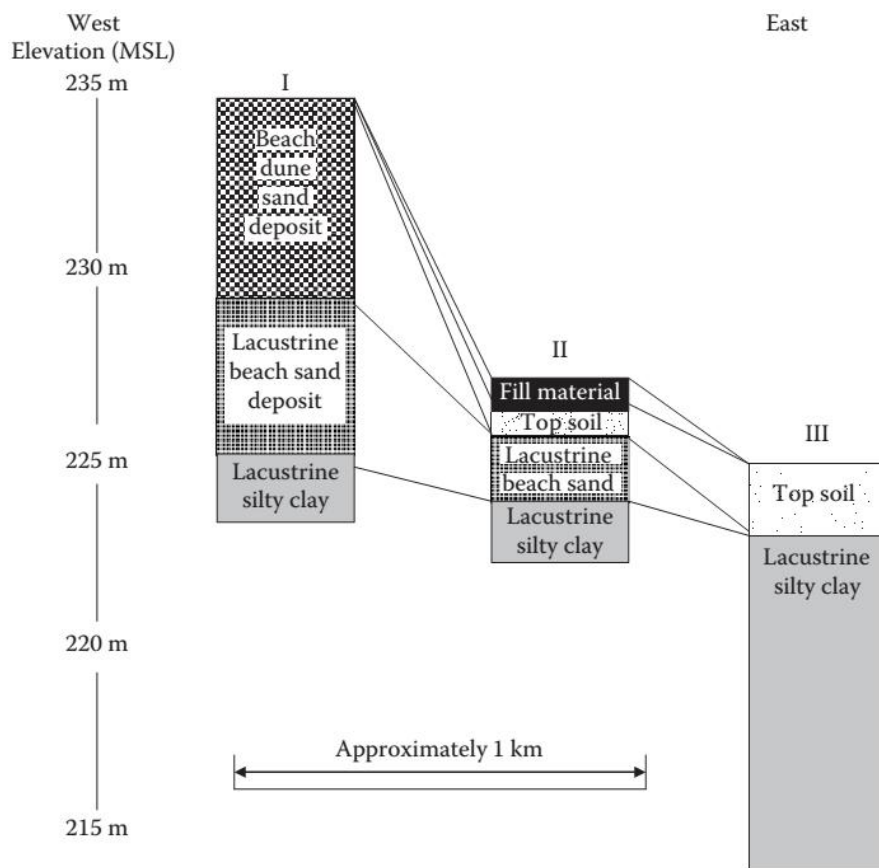 West
Elevation (MSL)
East
235 m
I
Beach
dune
sand
deposit
230 m
Lacustrine
beach sand
deposit
II
Fill material
Top soil
III
225 m
Lacustrine
silty clay
Lacustrine
beach sand
Top soil
Lacustrine
silty clay
Lacustrine
silty clay
220 m
Approximately 1 km
215 m